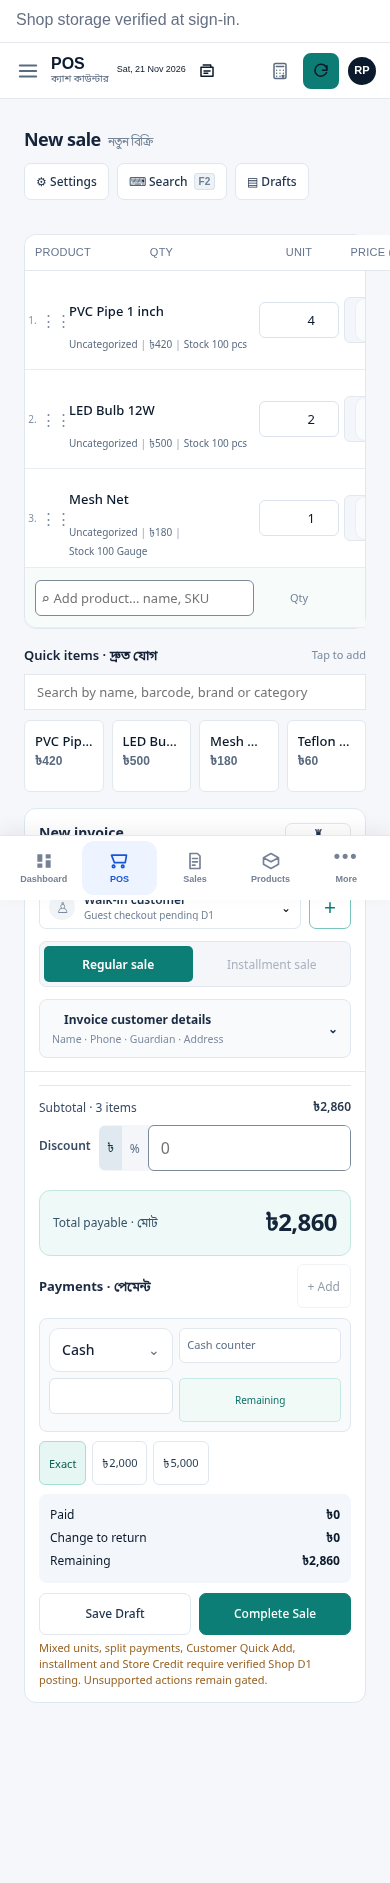 Shop storage verified at sign-in.
POS
ক্যাশ কাউন্টার
Sat, 21 Nov 2026
RP
New sale নতুন বিক্রি
Settings
Search F2
Drafts
PRODUCT QTY UNIT PRICE
1. PVC Pipe 1 inch
4
Uncategorized | ৳420 | Stock 100 pcs
2. LED Bulb 12W
2
Uncategorized | ৳500 | Stock 100 pcs
3. Mesh Net
1
Uncategorized | ৳180 |
Stock 100 Gauge
Add product... name, SKU
Qty
Quick items · দ্রুত যোগ
Tap to add
Search by name, barcode, brand or category
PVC Pip... LED Bu... Mesh ... Teflon ...
৳420 ৳500 ৳180 ৳60
New invoice
Dashboard POS Sales Products More
Walk-in customer
Guest checkout pending D1
+
Regular sale Installment sale
Invoice customer details
Name · Phone · Guardian · Address
Subtotal · 3 items ৳2,860
Discount ৳ % 0
Total payable · মোট ৳2,860
Payments · পেমেন্ট + Add
Cash Cash counter
Remaining
Exact ৳2,000 ৳5,000
Paid ৳0
Change to return ৳0
Remaining ৳2,860
Save Draft Complete Sale
Mixed units, split payments, Customer Quick Add,
installment and Store Credit require verified Shop D1
posting. Unsupported actions remain gated.